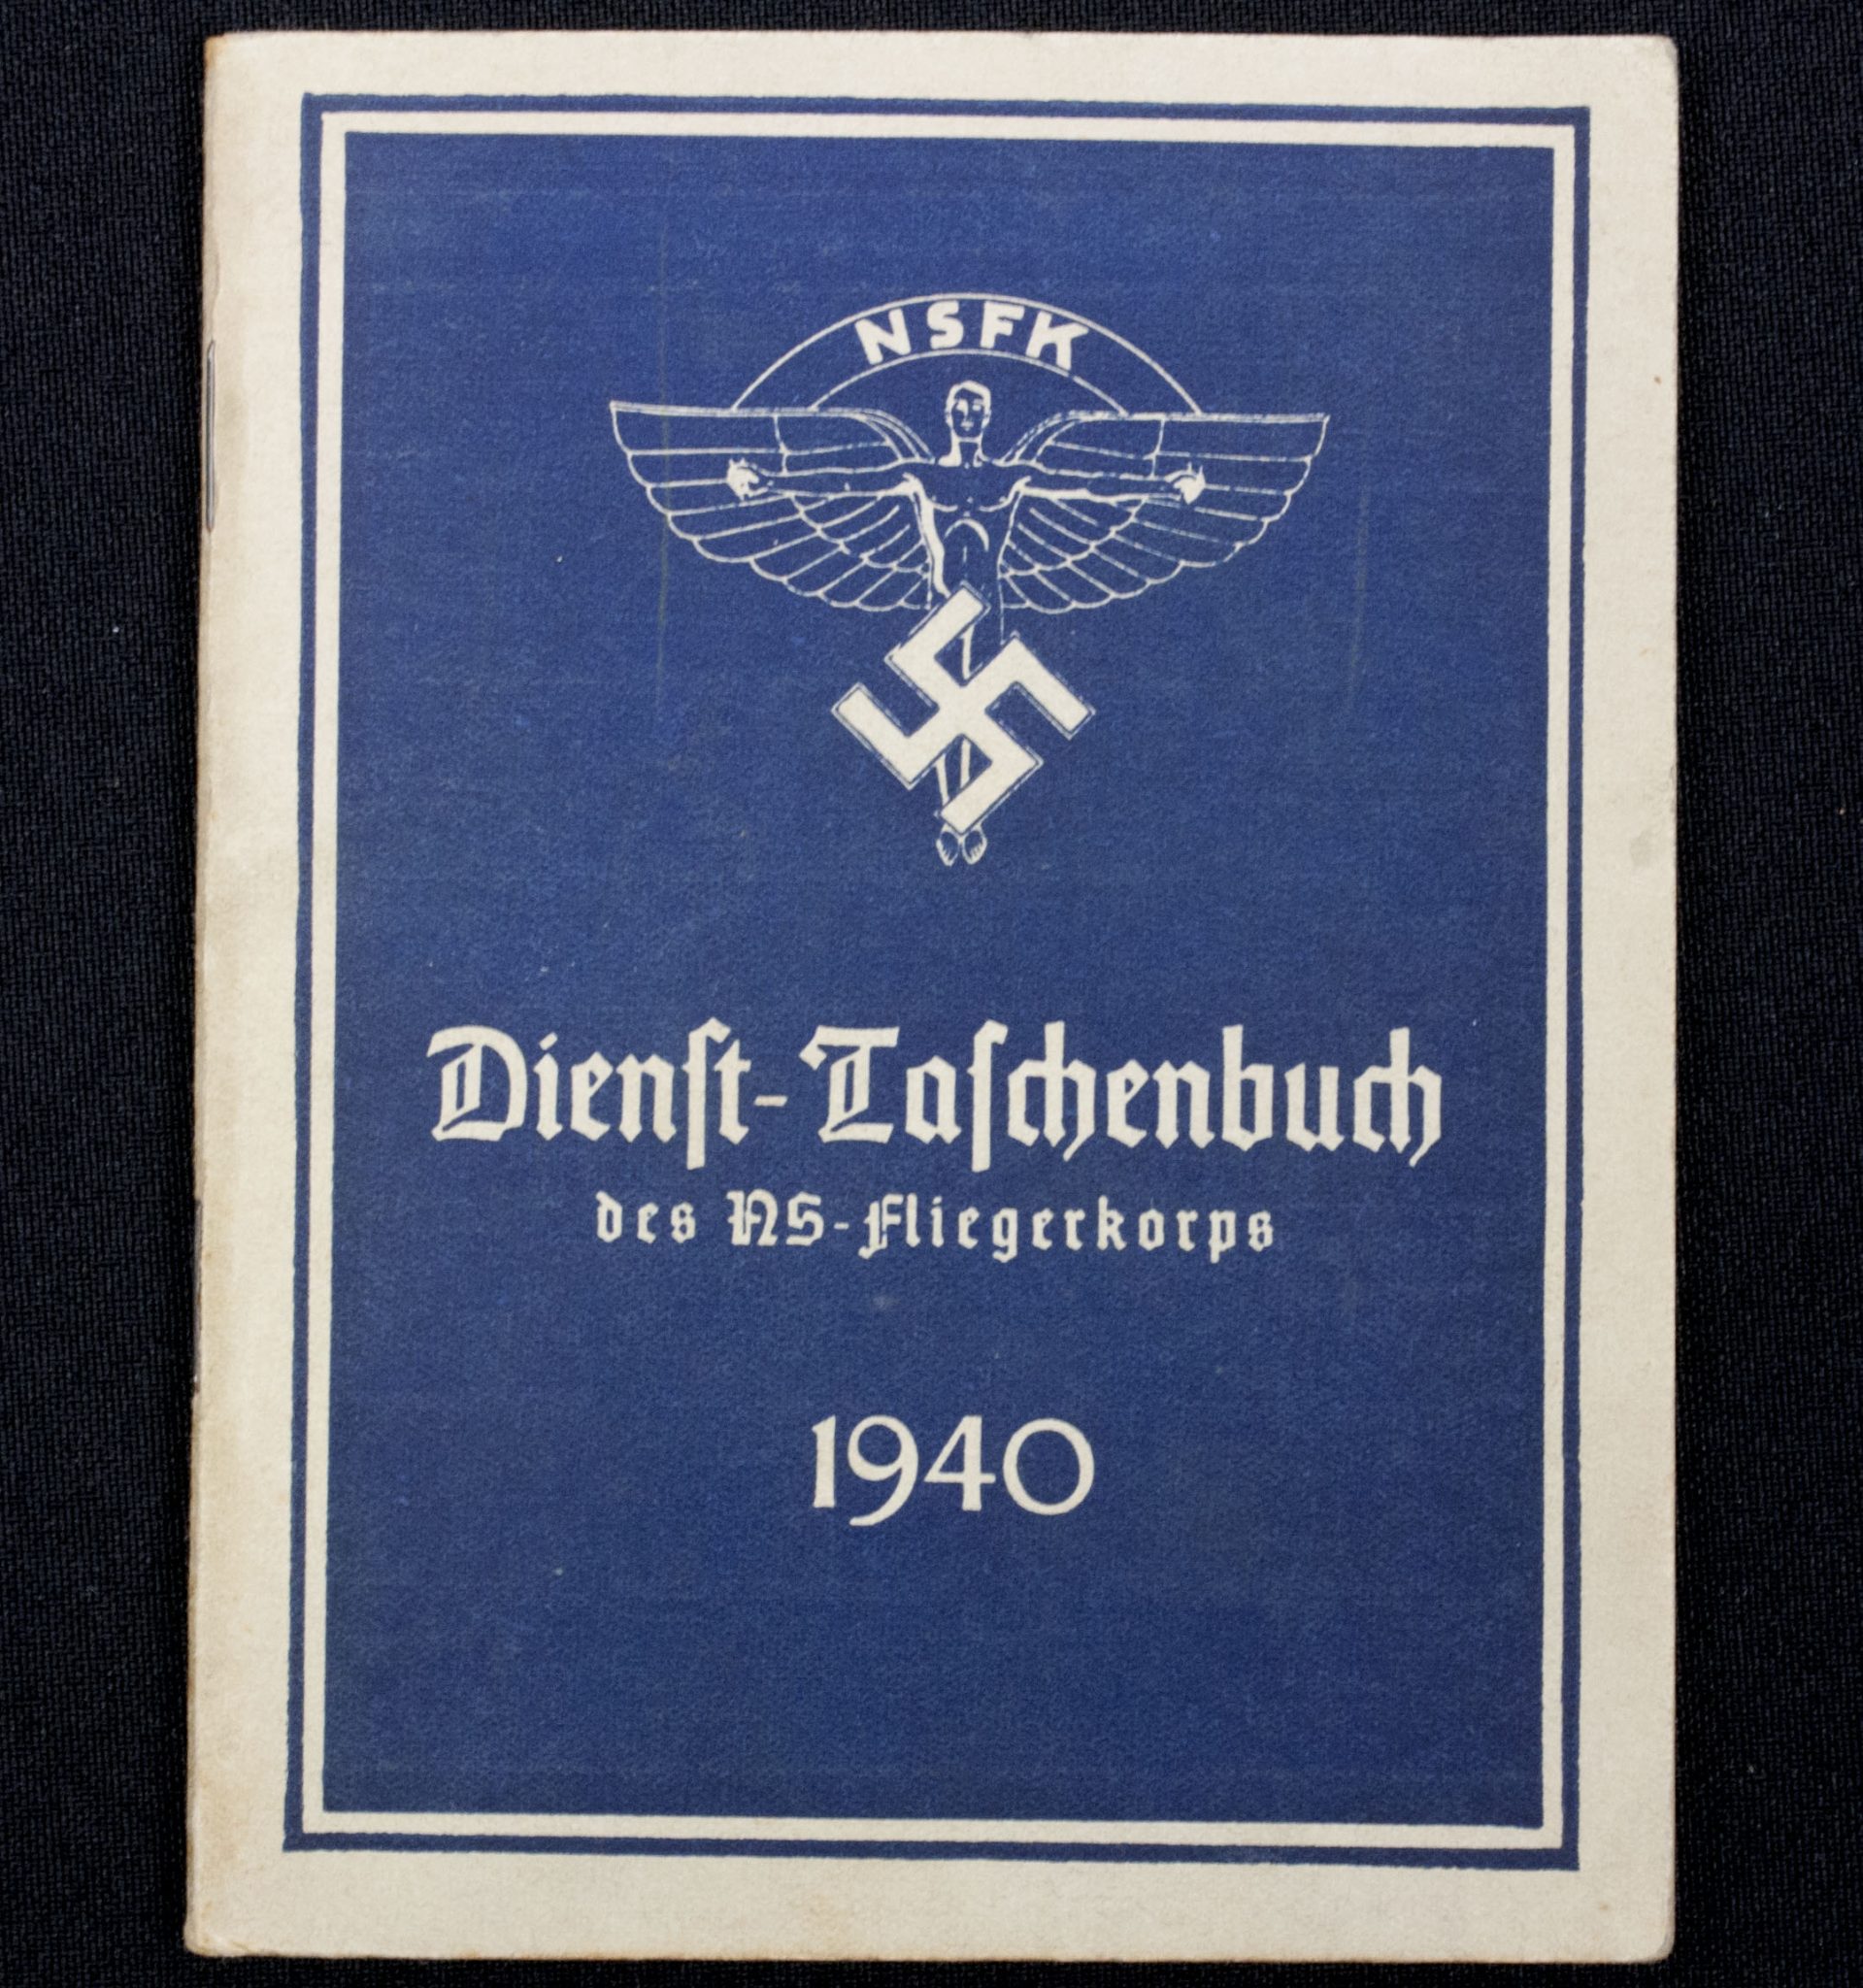 NSFK
Dienſt-Taſchenbuch
des NS-Fliegerkorps
1940